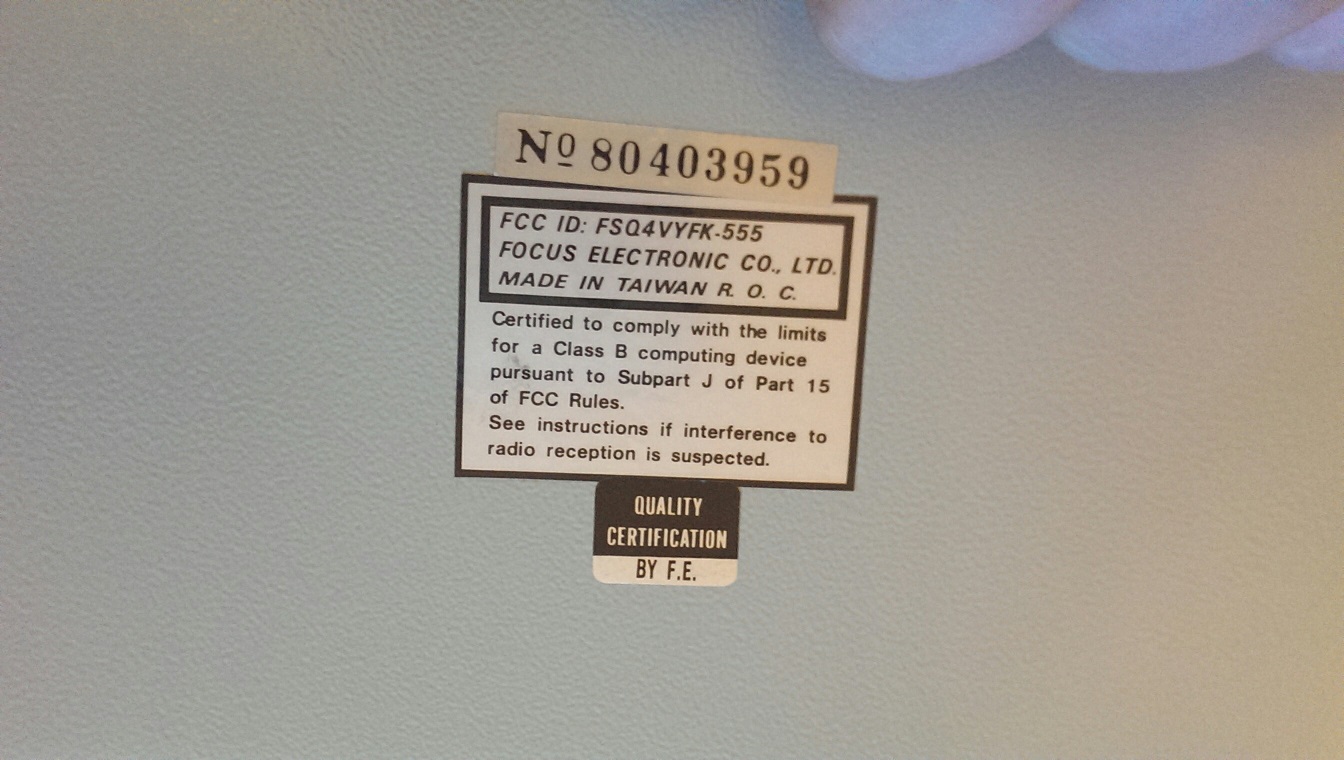 Nº 80403959
FCC ID: FSQ4VYFK-555
FOCUS ELECTRONIC CO., LTD.
MADE IN TAIWAN R. O. C.
Certified to comply with the limits
for a Class B computing device
pursuant to Subpart J of Part 15
of FCC Rules.
See instructions if interference to
radio reception is suspected.
QUALITY
CERTIFICATION
BY F.E.